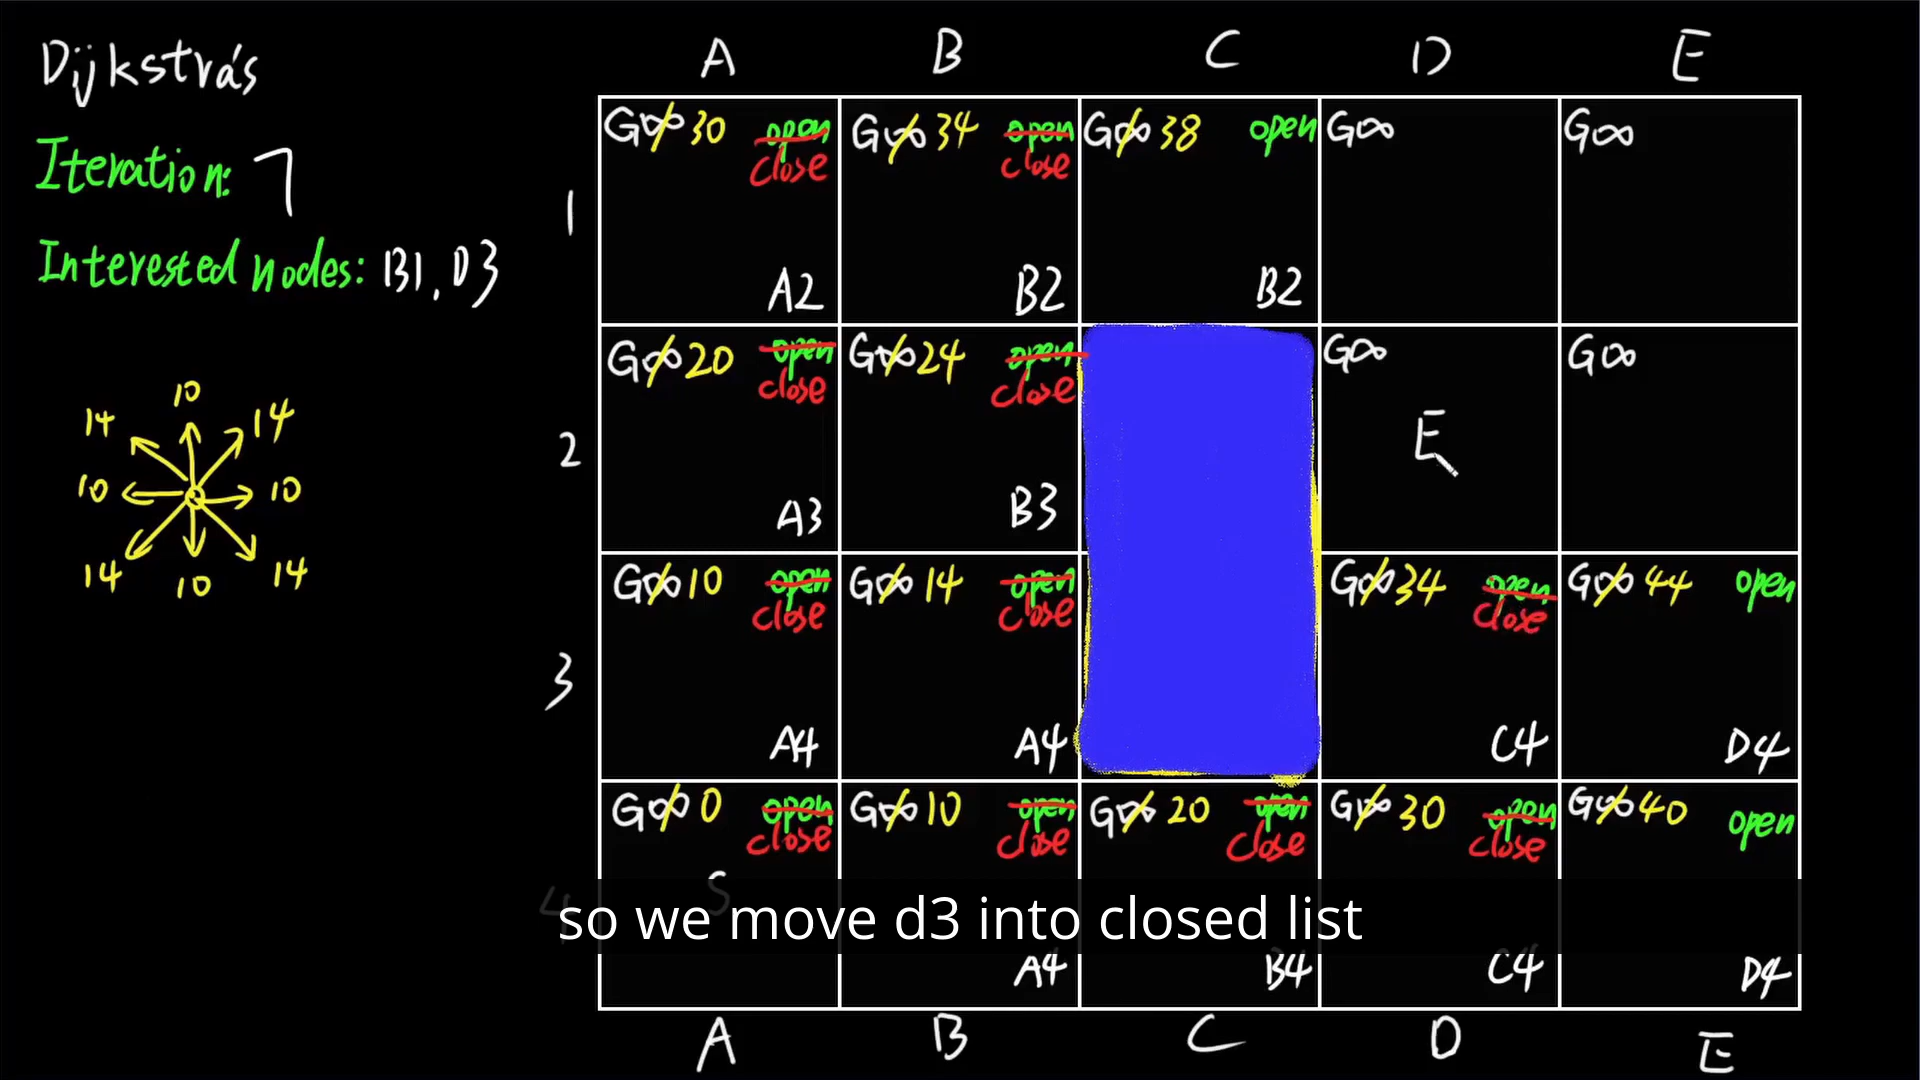 Dijkstra's
Iteration: 7
Interested nodes: B1, D3
10
14 14
10 10
14 10 14
A B C D E
1
G∞ 30 open close A2
G∞ 34 open close B2
G∞ 38 open B2
G∞
G∞
2
G∞ 20 open close A3
G∞ 24 open close B3
G∞ E
G∞
3
G∞ 10 open close A4
G∞ 14 open close A4
G∞ 34 open close C4
G∞ 44 open D4
4
G∞ 0 open close S
G∞ 10 open close A4
G∞ 20 open close B4
G∞ 30 open close C4
G∞ 40 open D4
so we move d3 into closed list
A B C D E